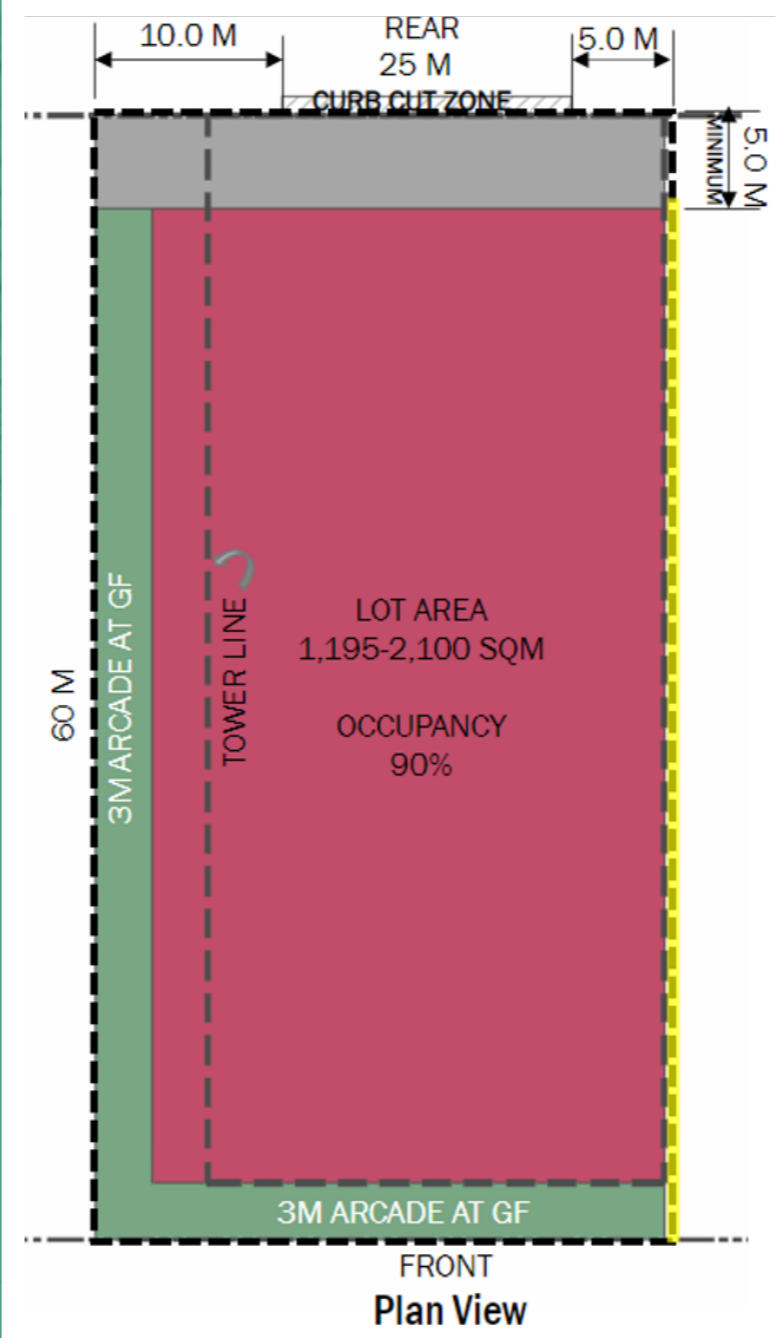 10.0 M
REAR
25 M
5.0 M
CURB CUT ZONE
MINIMUM
5.0 M
60 M
3M ARCADE AT GF
TOWER LINE
LOT AREA
1,195-2,100 SQM
OCCUPANCY
90%
3M ARCADE AT GF
FRONT
Plan View